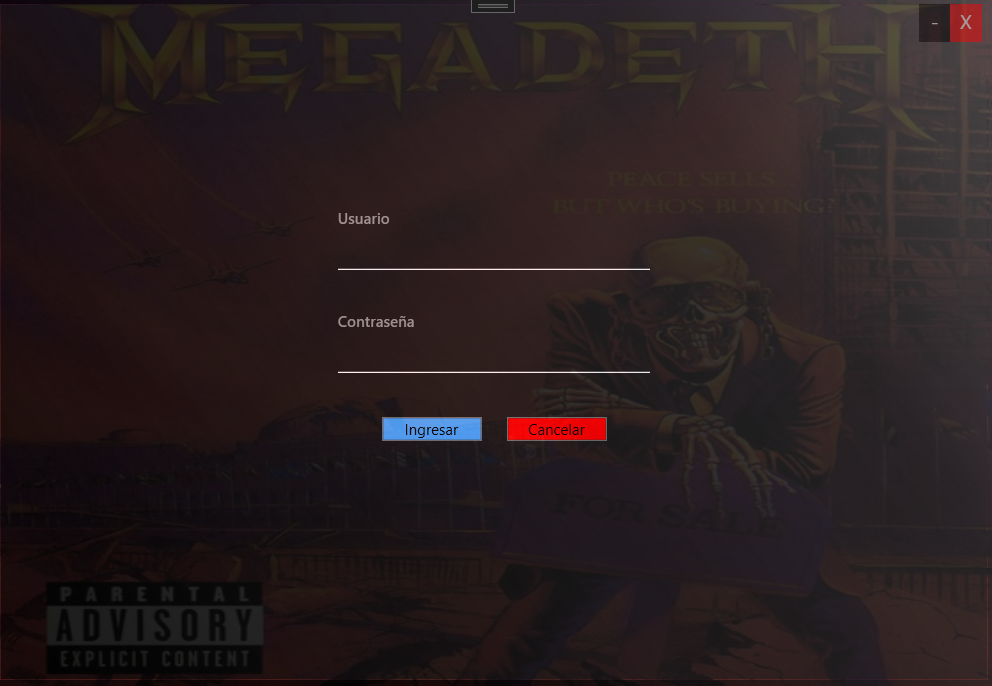 MEGADETH
- X
PEACE SELLS...
BUT WHO'S BUYING?
Usuario
Contraseña
Ingresar Cancelar
FOR SALE
PARENTAL
ADVISORY
EXPLICIT CONTENT